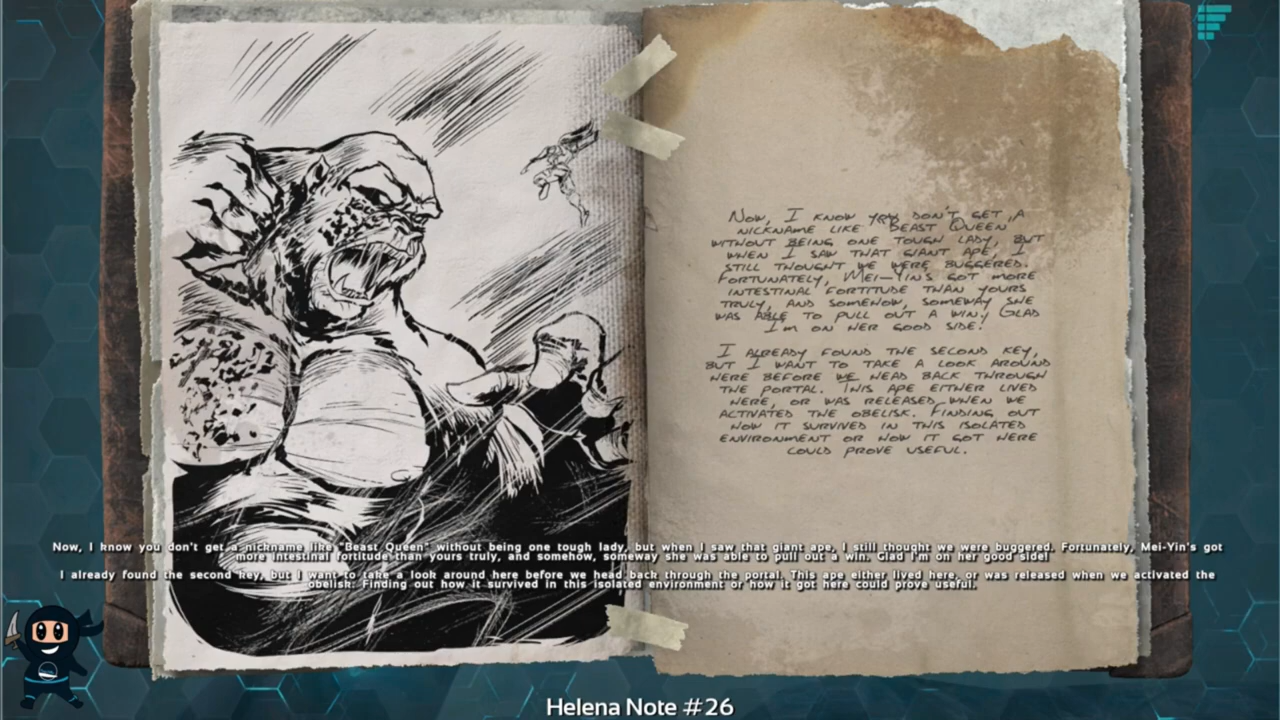 Now, I know you don't get a
nickname like "Beast Queen"
without being one tough lady, but
when I saw that giant ape, I
still thought we were buggered.
Fortunately, Mei-Yin's got more
intestinal fortitude than yours
truly, and somehow, someway she
was able to pull out a win! Glad
I'm on her good side!
I already found the second key,
but I want to take a look around
here before we head back through
the portal. This ape either lived
here, or was released when we
activated the obelisk. Finding out
how it survived in this isolated
environment or how it got here
could prove useful.
Now, I know you don't get a nickname like "Beast Queen" without being one tough lady, but when I saw that giant ape, I still thought we were buggered. Fortunately, Mei-Yin's got
more intestinal fortitude than yours truly, and somehow, someway she was able to pull out a win! Glad I'm on her good side!
I already found the second key, but I want to take a look around here before we head back through the portal. This ape either lived here, or was released when we activated the
obelisk. Finding out how it survived in this isolated environment or how it got here could prove useful.
Helena Note #26